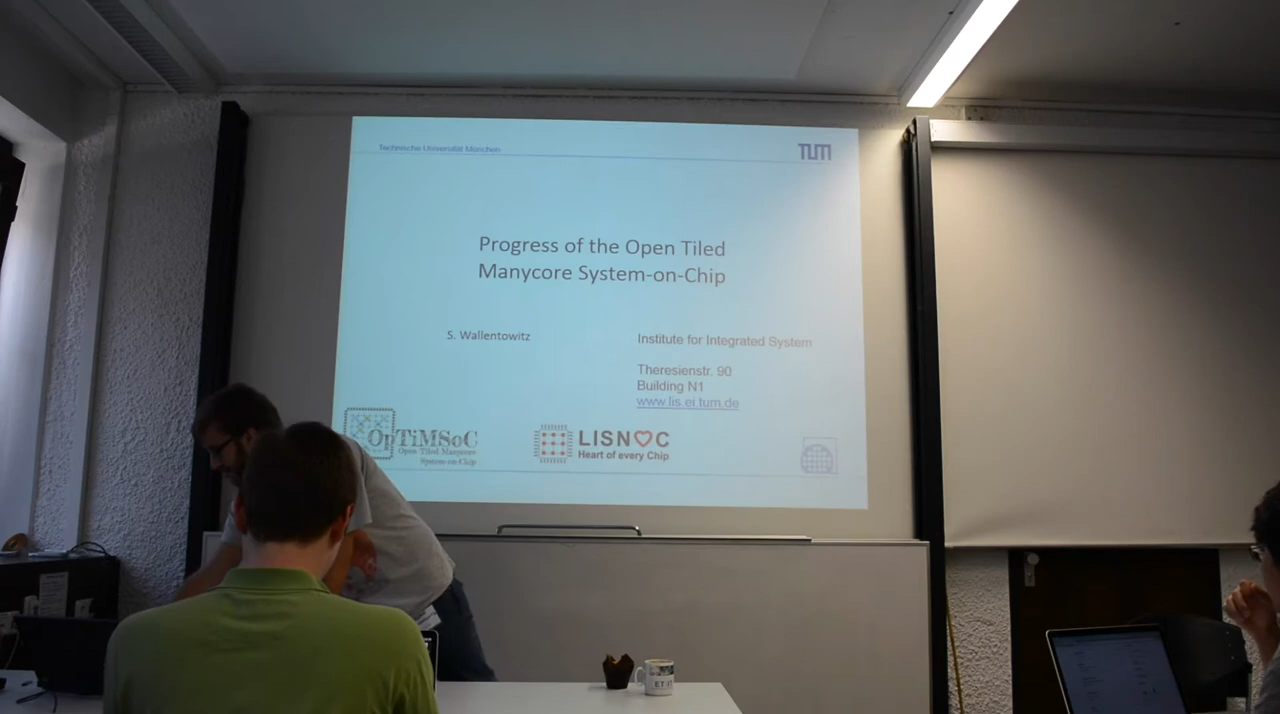 Technische Universität München
TUM
Progress of the Open Tiled
Manycore System-on-Chip
S. Wallentowitz
Institute for Integrated System
Theresienstr. 90
Building N1
www.lis.ei.tum.de
OpTiMSoC
Open Tiled Manycore
System-on-Chip
LISNOC
Heart of every Chip